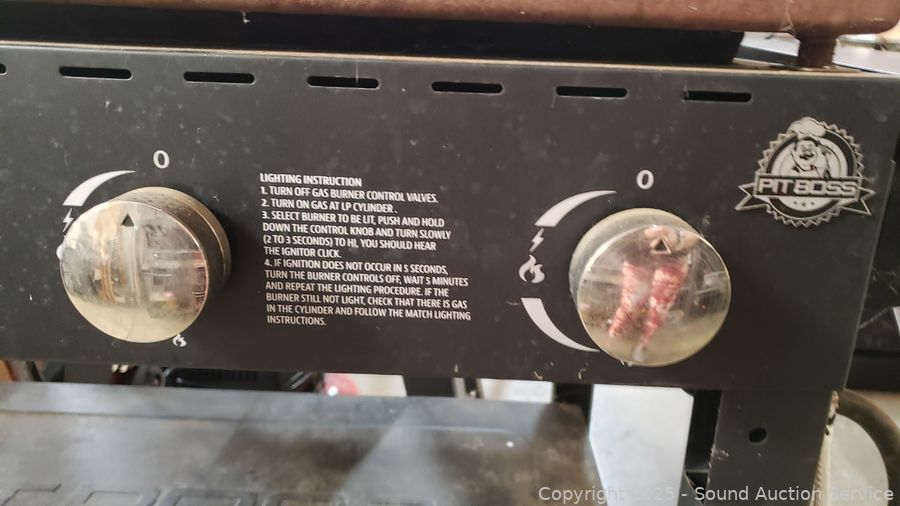 0
0
LIGHTING INSTRUCTION
1. TURN OFF GAS BURNER CONTROL VALVES.
2. TURN ON GAS AT LP CYLINDER .
3. SELECT BURNER TO BE LIT, PUSH AND HOLD
DOWN THE CONTROL KNOB AND TURN SLOWLY
(2 TO 3 SECONDS) TO HI, YOU SHOULD HEAR
THE IGNITOR CLICK.
4. IF IGNITION DOES NOT OCCUR IN 5 SECONDS,
TURN THE BURNER CONTROLS OFF, WAIT 5 MINUTES
AND REPEAT THE LIGHTING PROCEDURE. IF THE
BURNER STILL NOT LIGHT, CHECK THAT THERE IS GAS
IN THE CYLINDER AND FOLLOW THE MATCH LIGHTING
INSTRUCTIONS.
PIT BOSS
Copyright 2025 - Sound Auction Service